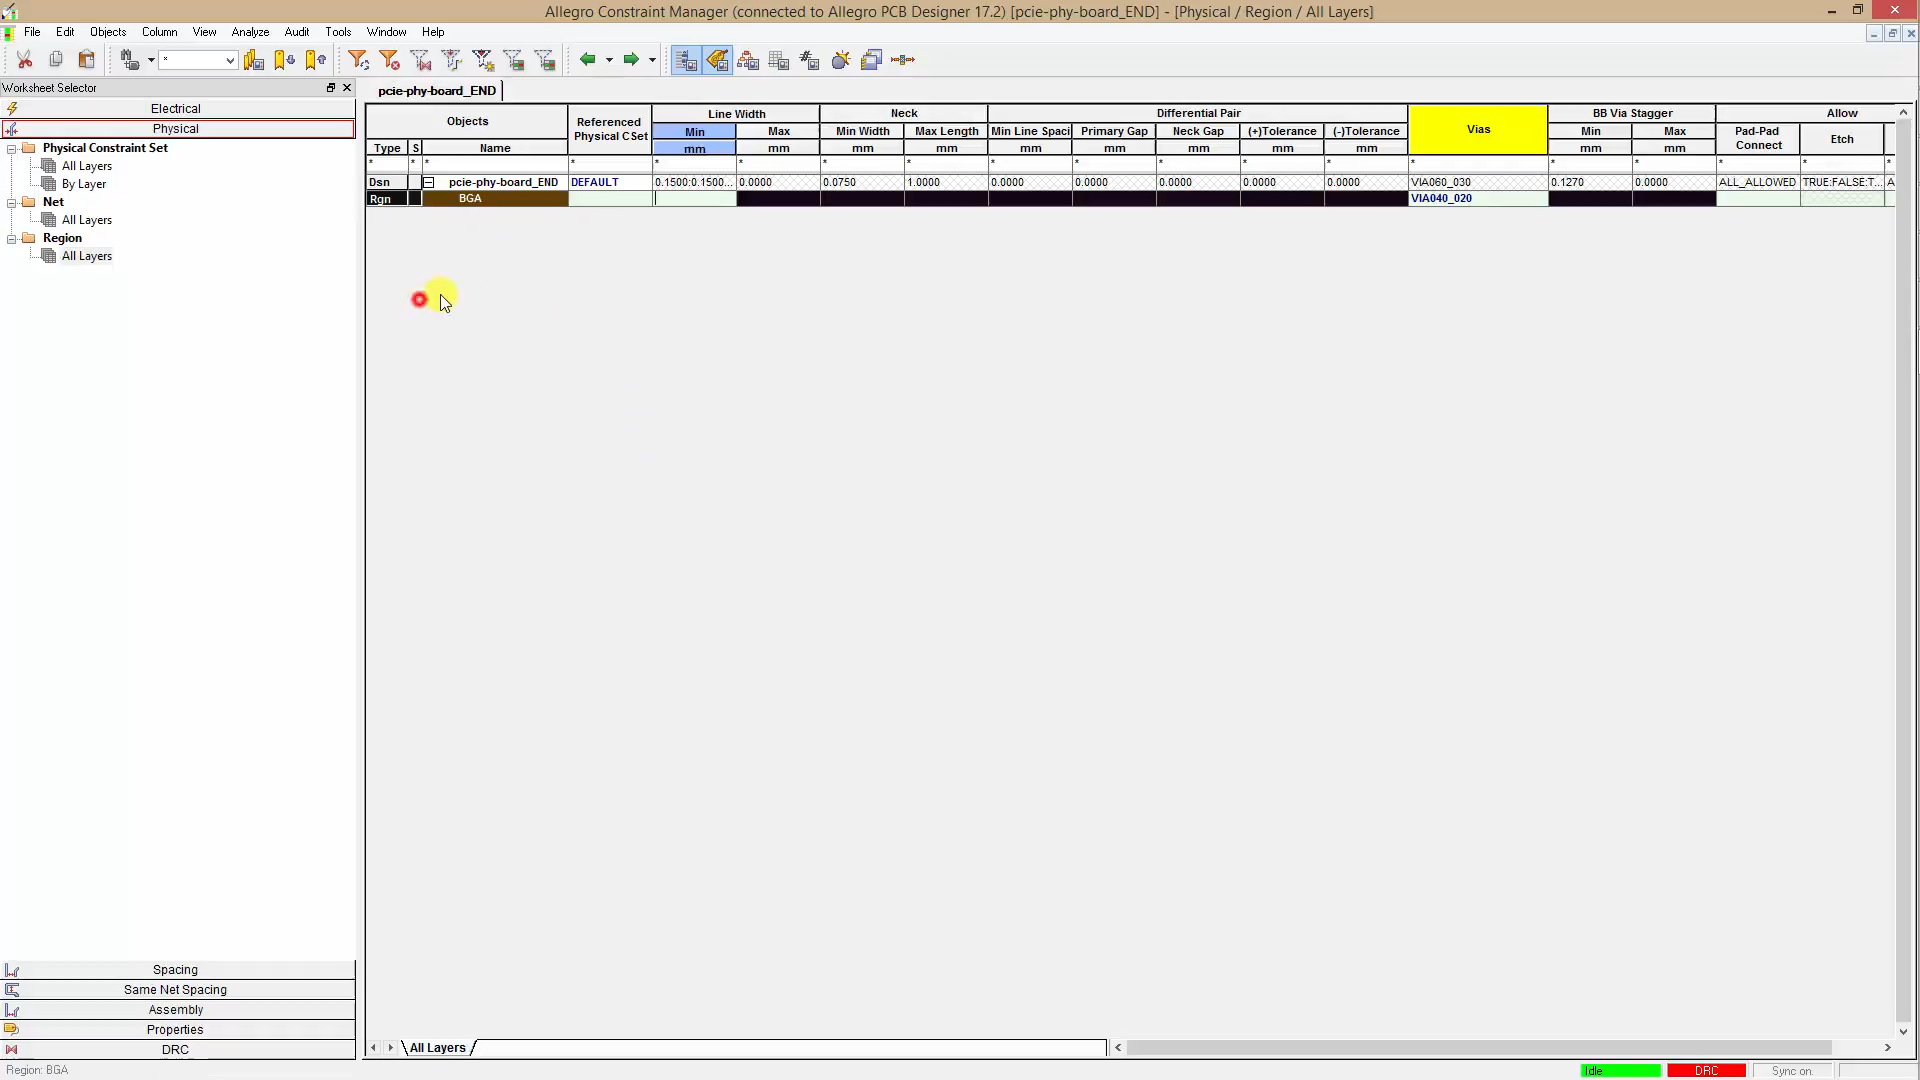 Allegro Constraint Manager (connected to Allegro PCB Designer 17.2) [pcie-phy-board_END] - [Physical / Region / All Layers]
File Edit Objects Column View Analyze Audit Tools Window Help
*
Worksheet Selector
Electrical
Physical
Physical Constraint Set
All Layers
By Layer
Net
All Layers
Region
All Layers
Spacing
Same Net Spacing
Assembly
Properties
DRC
pcie-phy-board_END
Objects Referenced Physical CSet Line Width Neck Differential Pair Vias BB Via Stagger Allow
Min Max Min Width Max Length Min Line Spaci Primary Gap Neck Gap (+)Tolerance (-)Tolerance Min Max Pad-Pad Connect Etch
Type S Name mm mm mm mm mm mm mm mm mm mm mm
* * * * * * * * * * * * * * * * * * *
Dsn pcie-phy-board_END DEFAULT 0.1500:0.1500... 0.0000 0.0750 1.0000 0.0000 0.0000 0.0000 0.0000 0.0000 VIA060_030 0.1270 0.0000 ALL_ALLOWED TRUE:FALSE:T... A
Rgn BGA VIA040_020
All Layers
Region: BGA
Idle DRC Sync on